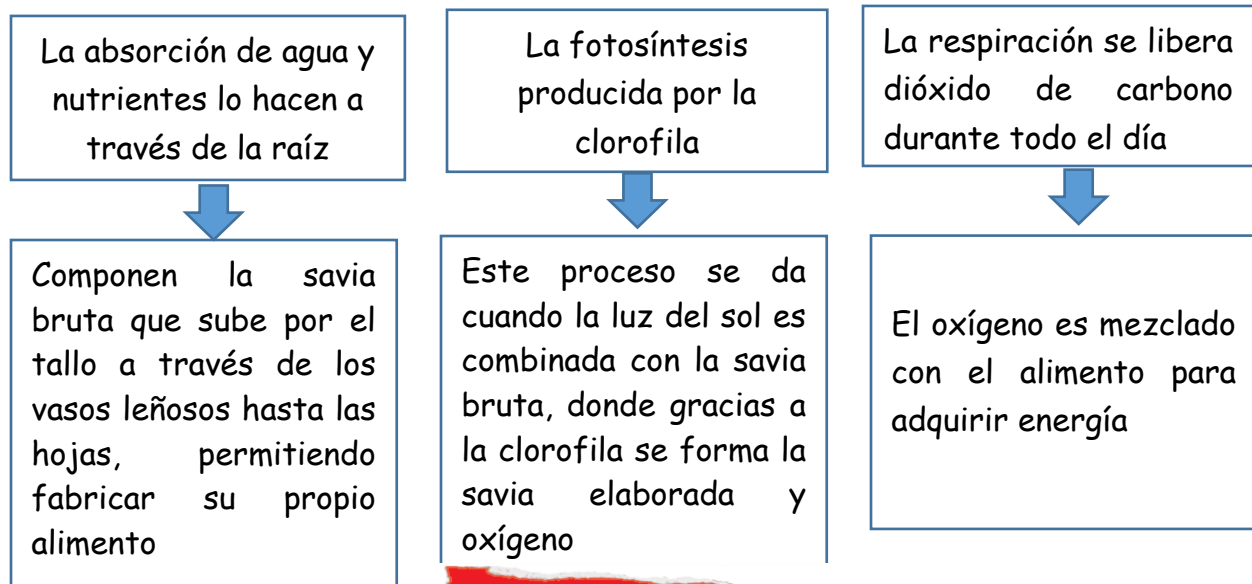 La absorción de agua y
nutrientes lo hacen a
través de la raíz
Componen la savia
bruta que sube por el
tallo a través de los
vasos leñosos hasta las
hojas, permitiendo
fabricar su propio
alimento
La fotosíntesis
producida por la
clorofila
Este proceso se da
cuando la luz del sol es
combinada con la savia
bruta, donde gracias a
la clorofila se forma la
savia elaborada y
oxígeno
La respiración se libera
dióxido de carbono
durante todo el día
El oxígeno es mezclado
con el alimento para
adquirir energía